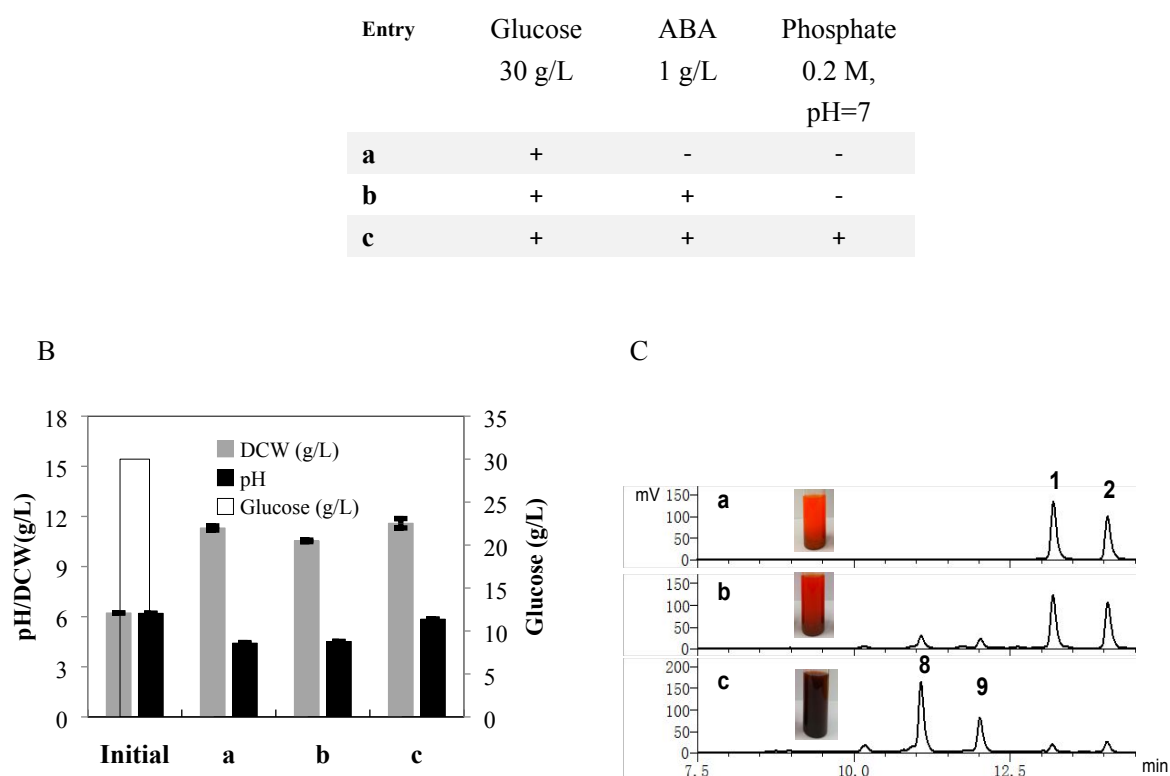 Entry Glucose ABA Phosphate
30 g/L 1 g/L 0.2 M,
pH=7
a + - -
b + + -
c + + +
B C
18 35
DCW (g/L)
pH
Glucose (g/L)
15 30
12 25
9 20
6 15
3 10
0 5
0
pH/DCW(g/L)
Glucose (g/L)
Initial a b c
mV
a 1 2
150
100
50
0
b
150
100
50
0
c 8 9
200
150
100
50
0
7.5 10.0 12.5 min